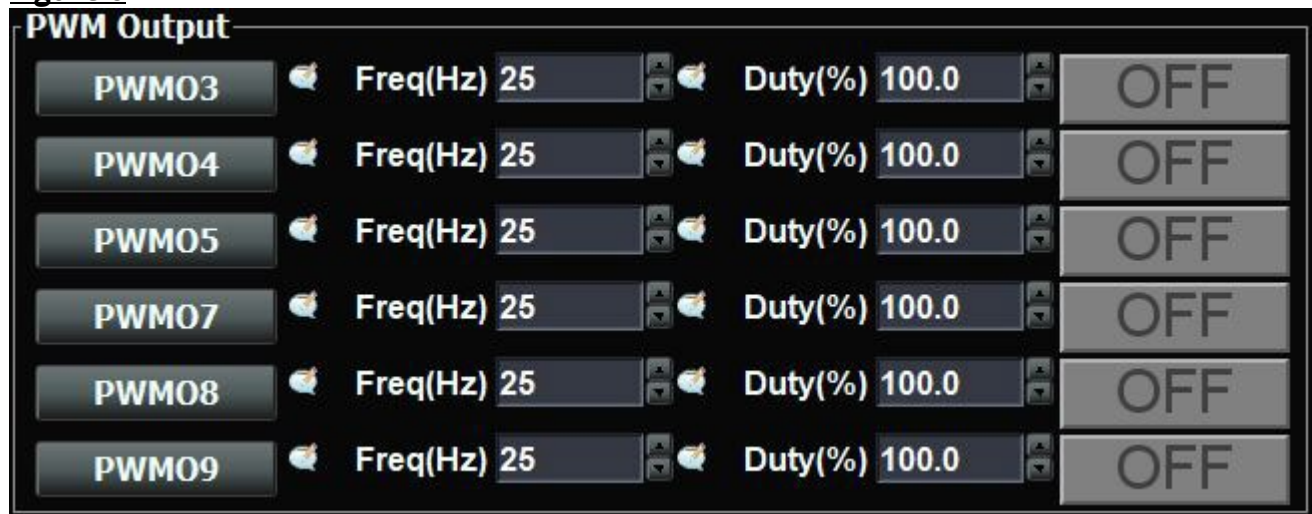 PWM Output
PWMO3 Freq(Hz) 25 Duty(%) 100.0 OFF
PWMO4 Freq(Hz) 25 Duty(%) 100.0 OFF
PWMO5 Freq(Hz) 25 Duty(%) 100.0 OFF
PWMO7 Freq(Hz) 25 Duty(%) 100.0 OFF
PWMO8 Freq(Hz) 25 Duty(%) 100.0 OFF
PWMO9 Freq(Hz) 25 Duty(%) 100.0 OFF